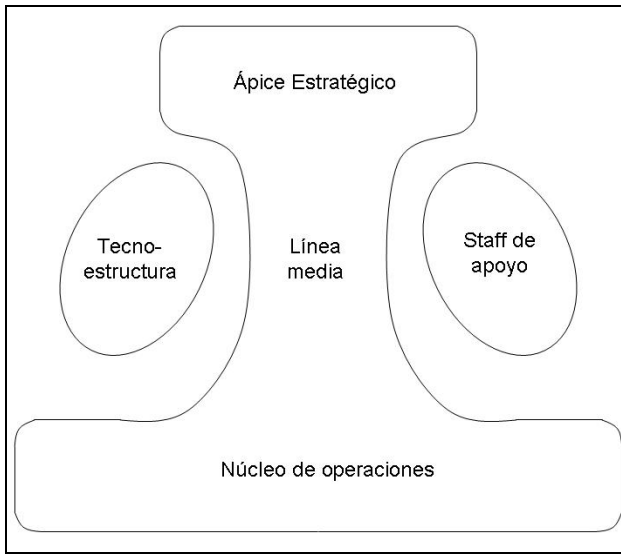 Ápice Estratégico
Tecno-
estructura
Línea
media
Staff de
apoyo
Núcleo de operaciones